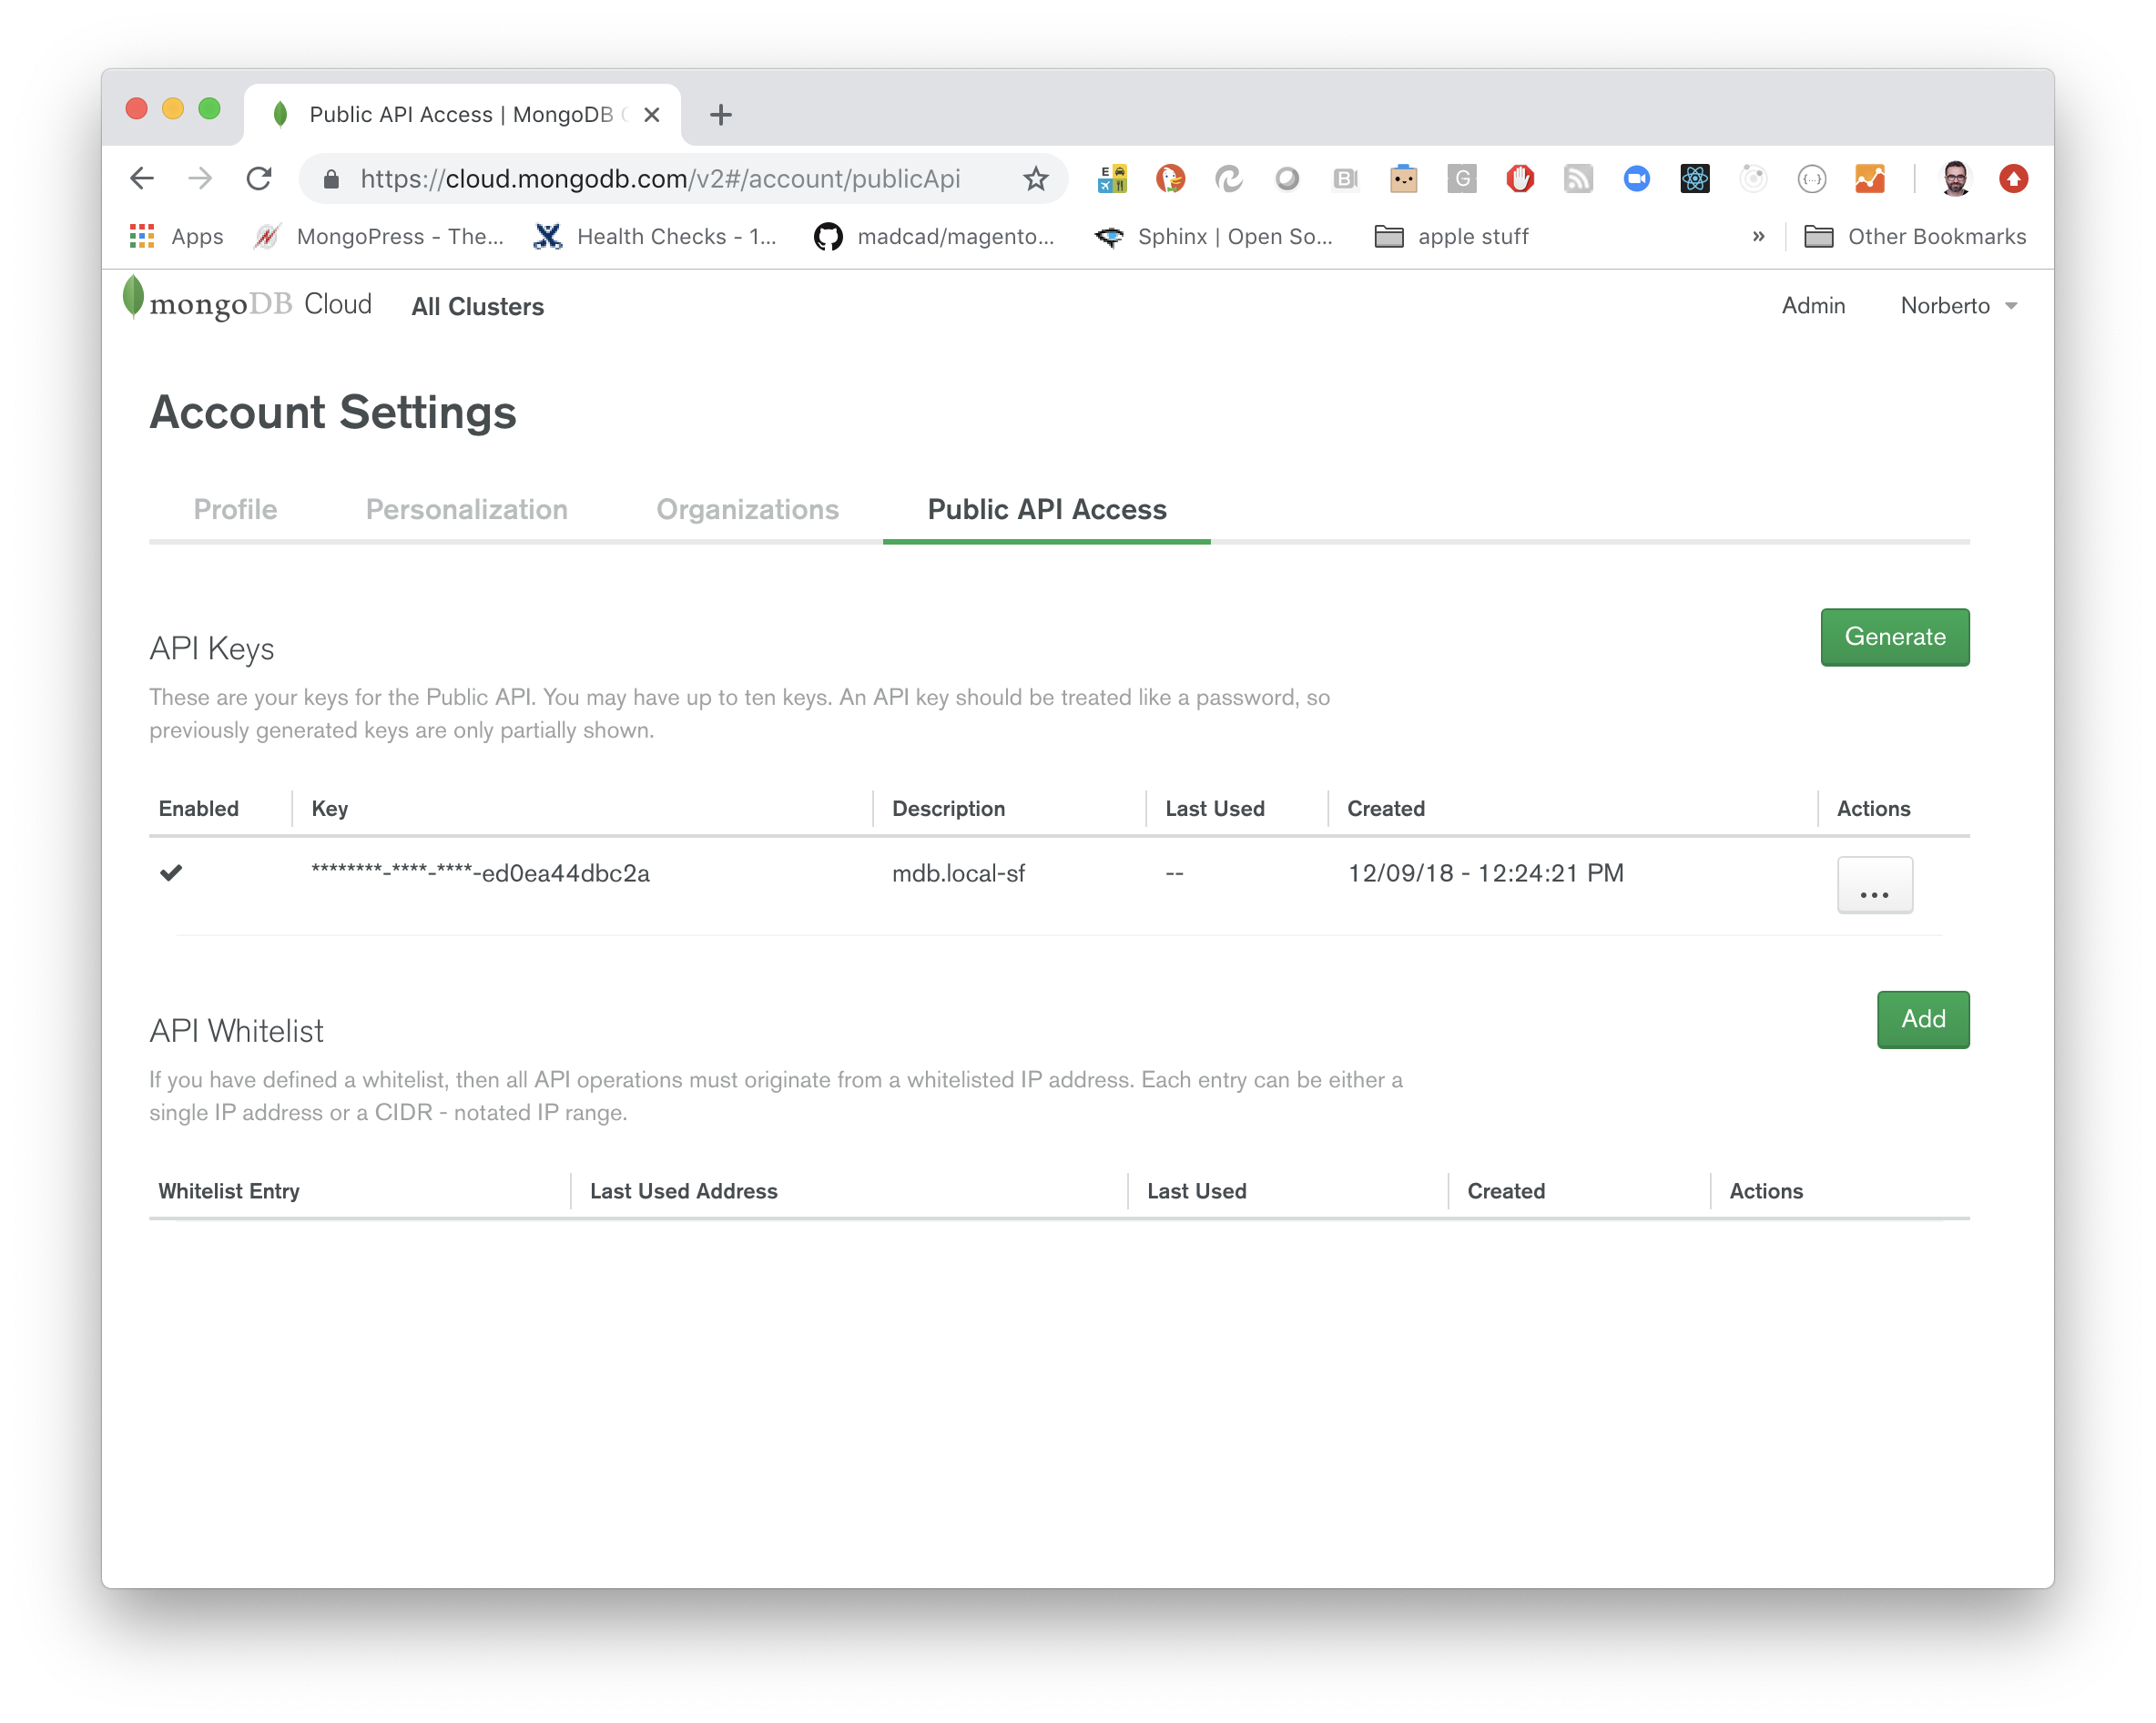 Public API Access | MongoDB
https://cloud.mongodb.com/v2#/account/publicApi
Apps
MongoPress - The...
Health Checks - 1...
madcad/magento...
Sphinx | Open So...
apple stuff
»
Other Bookmarks
mongoDB Cloud
All Clusters
Admin
Norberto
Account Settings
Profile
Personalization
Organizations
Public API Access
API Keys
Generate
These are your keys for the Public API. You may have up to ten keys. An API key should be treated like a password, so
previously generated keys are only partially shown.
Enabled
Key
Description
Last Used
Created
Actions
********-****-****-ed0ea44dbc2a
mdb.local-sf
--
12/09/18 - 12:24:21 PM
...
API Whitelist
Add
If you have defined a whitelist, then all API operations must originate from a whitelisted IP address. Each entry can be either a
single IP address or a CIDR - notated IP range.
Whitelist Entry
Last Used Address
Last Used
Created
Actions